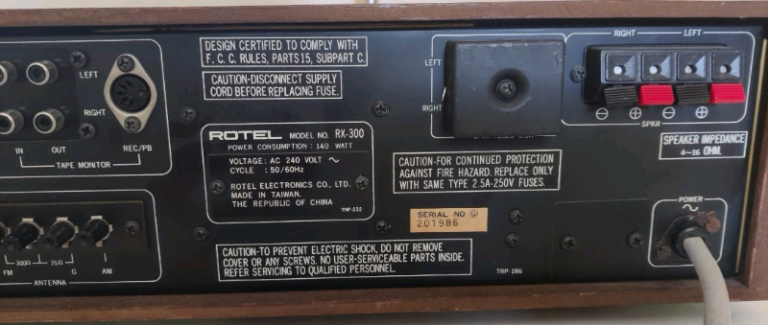 DESIGN CERTIFIED TO COMPLY WITH
F. C. C. RULES, PARTS 15, SUBPART C.
CAUTION-DISCONNECT SUPPLY
CORD BEFORE REPLACING FUSE.
LEFT
RIGHT
IN
OUT
REC/PB
TAPE MONITOR
ROTEL MODEL NO. RX-300
POWER CONSUMPTION : 140 WATT
VOLTAGE : AC 240 VOLT ~
CYCLE : 50/60Hz
ROTEL ELECTRONICS CO., LTD.
MADE IN TAIWAN.
THE REPUBLIC OF CHINA
TNP-232
LEFT
RIGHT
RIGHT
LEFT
⊖ ⊕ ⊖ ⊕
SPKR
SPEAKER IMPEDANCE
4~16 OHM.
CAUTION-FOR CONTINUED PROTECTION
AGAINST FIRE HAZARD. REPLACE ONLY
WITH SAME TYPE 2.5A-250V FUSES.
SERIAL NO
201986
POWER
~
CAUTION-TO PREVENT ELECTRIC SHOCK, DO NOT REMOVE
COVER OR ANY SCREWS. NO USER-SERVICEABLE PARTS INSIDE.
REFER SERVICING TO QUALIFIED PERSONNEL.
TRP-186
300Ω
75Ω
FM
G
AM
ANTENNA